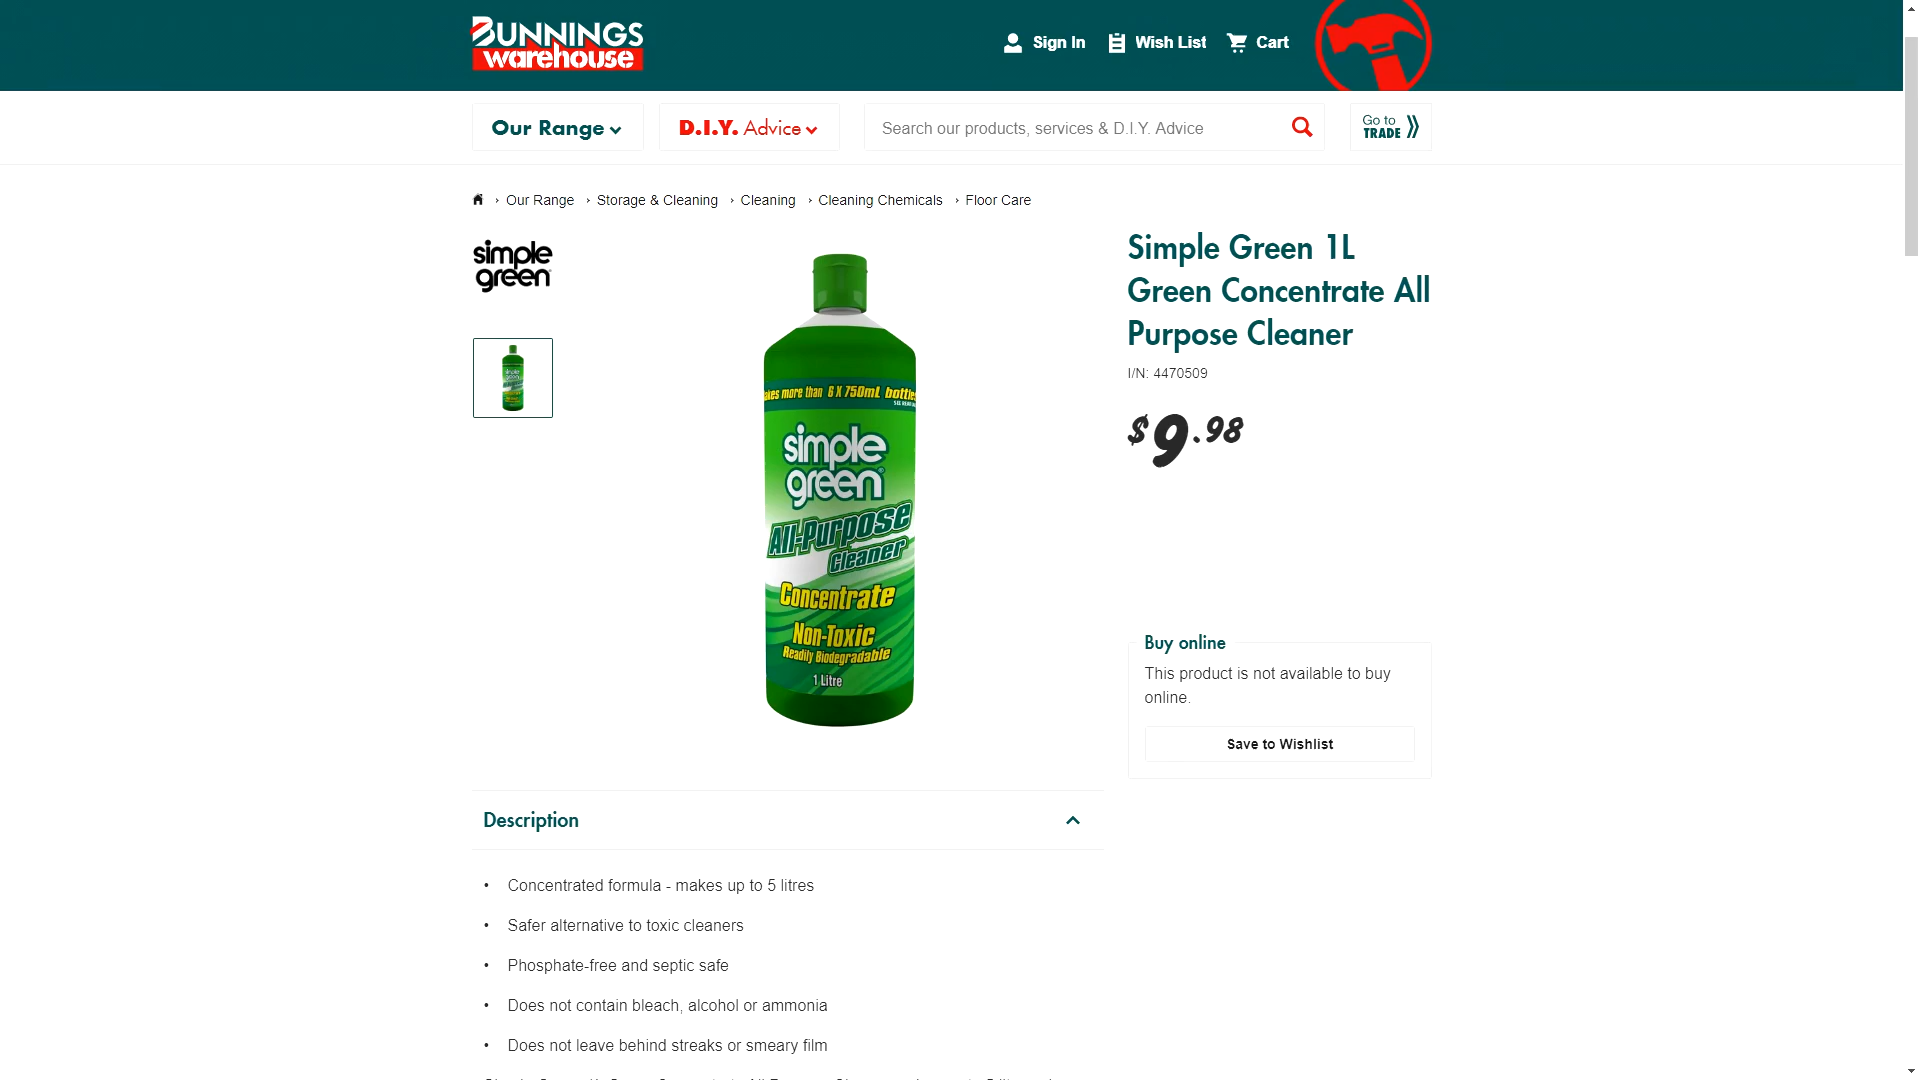 BUNNINGS
warehouse
Sign In
Wish List
Cart
Our Range
D.I.Y. Advice
Search our products, services & D.I.Y. Advice
Go to
TRADE
Our Range
Storage & Cleaning
Cleaning
Cleaning Chemicals
Floor Care
simple
green
Simple Green 1L
Green Concentrate All
Purpose Cleaner
I/N: 4470509
$9.98
more than 6 X 750mL
simple
green
All-Purpose
Cleaner
Concentrate
Non-Toxic
Readily Biodegradable
1 Litre
Buy online
This product is not available to buy
online.
Save to Wishlist
Description
• Concentrated formula - makes up to 5 litres
• Safer alternative to toxic cleaners
• Phosphate-free and septic safe
• Does not contain bleach, alcohol or ammonia
• Does not leave behind streaks or smeary film